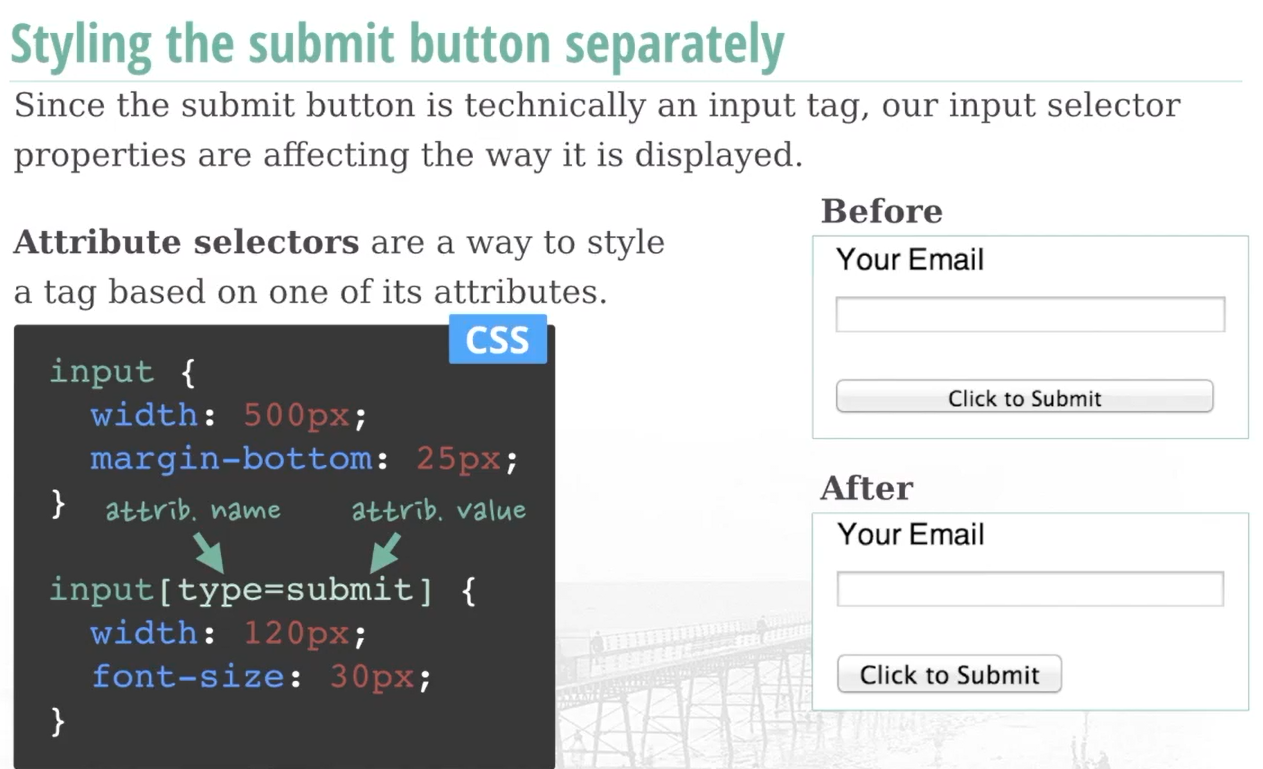 Styling the submit button separately
Since the submit button is technically an input tag, our input selector
properties are affecting the way it is displayed.
Attribute selectors are a way to style
a tag based on one of its attributes.
CSS
input {
width: 500px;
margin-bottom: 25px;
}
attrib. name attrib. value
input[type=submit] {
width: 120px;
font-size: 30px;
}
Before
Your Email
Click to Submit
After
Your Email
Click to Submit